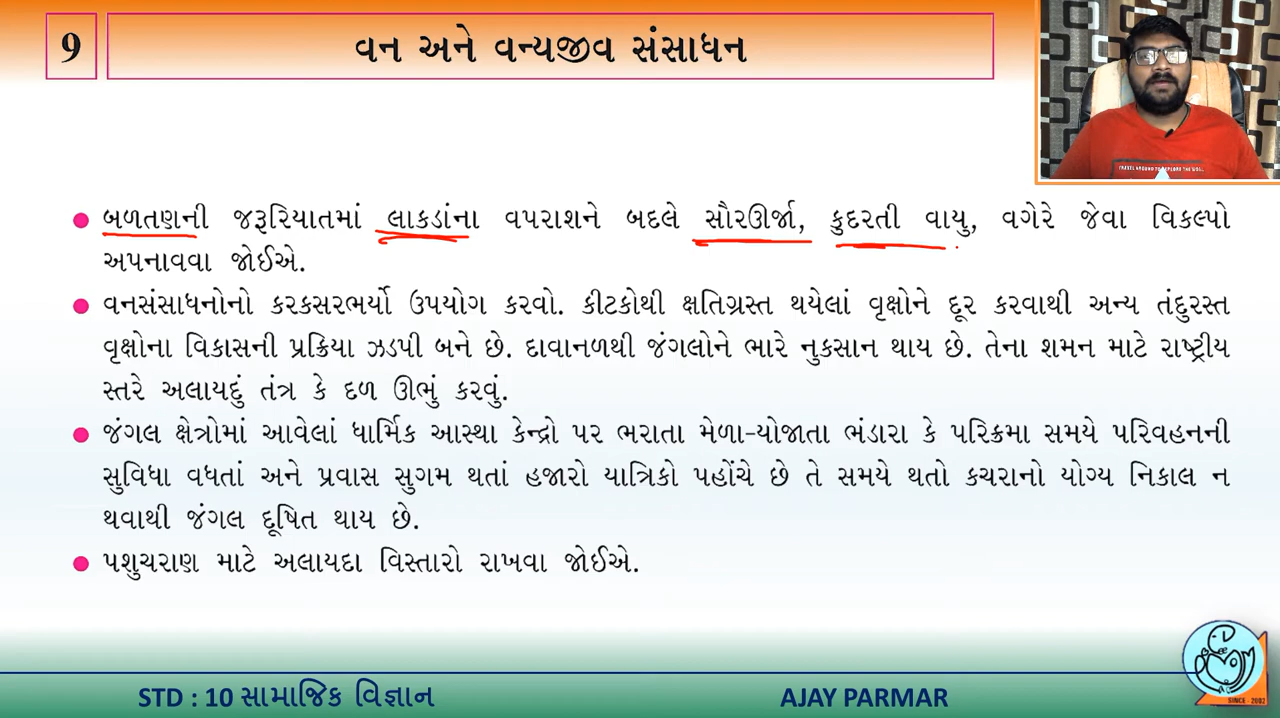 9
વન અને વન્યજીવ સંસાધન
બળતણની જરૂરિયાતમાં લાકડાંના વપરાશને બદલે સૌરઊર્જા, કુદરતી વાયુ, વગેરે જેવા વિકલ્પો
અપનાવવા જોઈએ.
વનસંસાધનોનો કરકસરભર્યો ઉપયોગ કરવો. કીટકોથી ક્ષતિગ્રસ્ત થયેલાં વૃક્ષોને દૂર કરવાથી અન્ય તંદુરસ્ત
વૃક્ષોના વિકાસની પ્રક્રિયા ઝડપી બને છે. દાવાનળથી જંગલોને ભારે નુકસાન થાય છે. તેના શમન માટે રાષ્ટ્રીય
સ્તરે અલાયદું તંત્ર કે દળ ઊભું કરવું.
જંગલ ક્ષેત્રોમાં આવેલાં ધાર્મિક આસ્થા કેન્દ્રો પર ભરાતા મેળા-યોજાતા ભંડારા કે પરિક્રમા સમયે પરિવહનની
સુવિધા વધતાં અને પ્રવાસ સુગમ થતાં હજારો યાત્રિકો પહોંચે છે તે સમયે થતો કચરાનો યોગ્ય નિકાલ ન
થવાથી જંગલ દૂષિત થાય છે.
પશુચરાણ માટે અલાયદા વિસ્તારો રાખવા જોઈએ.
STD : 10 સામાજિક વિજ્ઞાન
AJAY PARMAR
SINCE - 2002